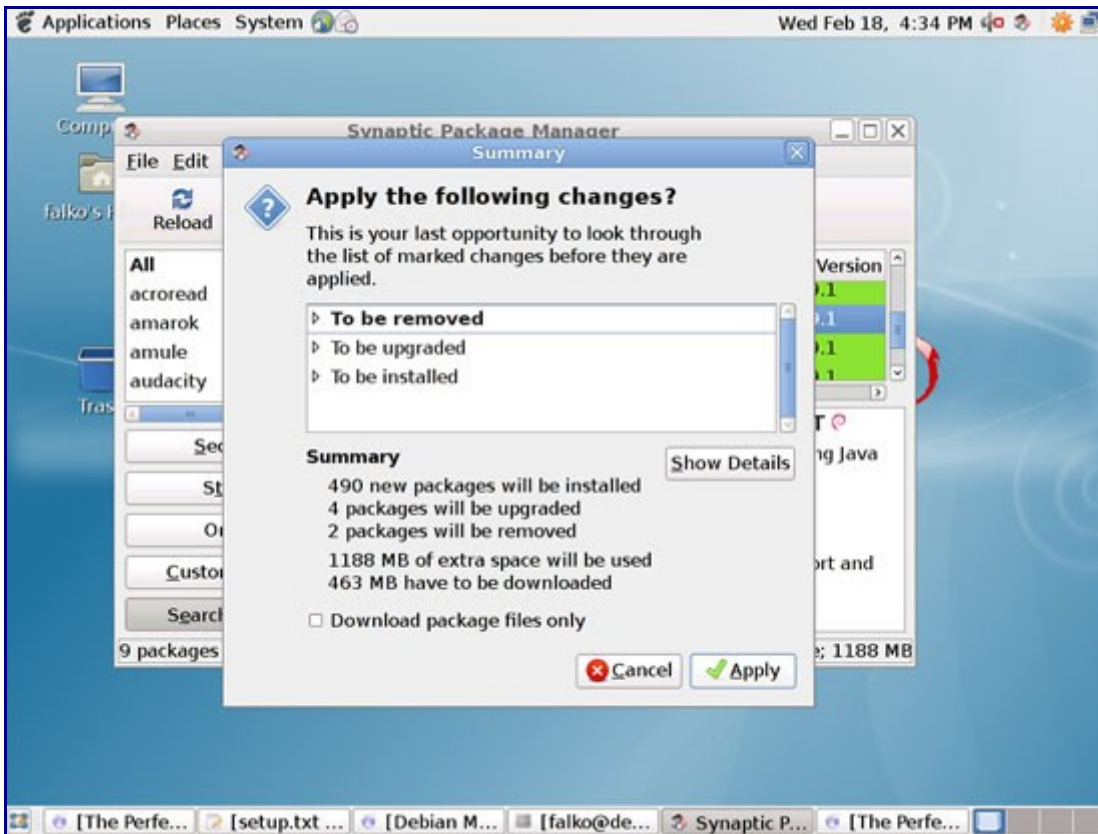 Applications Places System
Wed Feb 18, 4:34 PM
Synaptic Package Manager
File Edit
Reload
All
acroread
amarok
amule
audacity
Version
Summary
Apply the following changes?
This is your last opportunity to look through
the list of marked changes before they are
applied.
To be removed
To be upgraded
To be installed
Summary
Show Details
490 new packages will be installed
4 packages will be upgraded
2 packages will be removed
1188 MB of extra space will be used
463 MB have to be downloaded
Download package files only
Cancel
Apply
ng Java
and
9 packages
1188 MB
[The Perfe...
[setup.txt ...
[Debian M...
[falko@de...
Synaptic P...
[The Perfe...